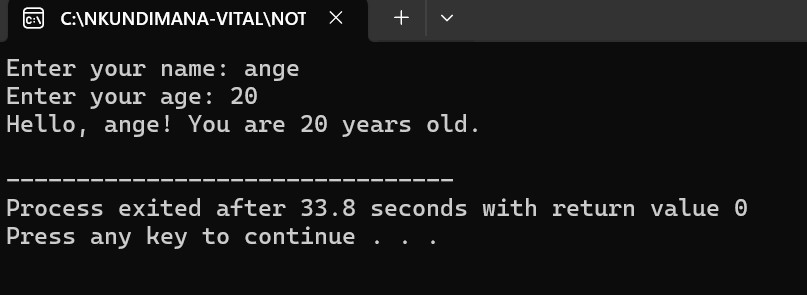 C:\NKUNDIMANA-VITAL\NOT
Enter your name: ange
Enter your age: 20
Hello, ange! You are 20 years old.
--------------------------------
Process exited after 33.8 seconds with return value 0
Press any key to continue . . .